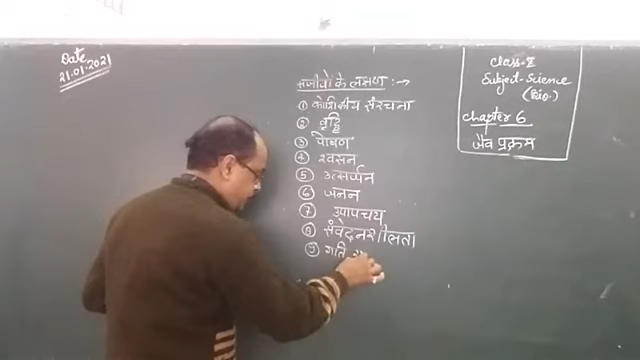 Date
21.01.2021
सजीवों के लक्षण :→
① कोशिकीय संरचना
② वृद्धि
③ पोषण
④ श्वसन
⑤ उत्सर्जन
⑥ जनन
⑦ उपापचय
⑧ संवेदनशीलता
⑨ गति
Class-X
Subject-Science
(Bio.)
Chapter 6
जैव प्रक्रम